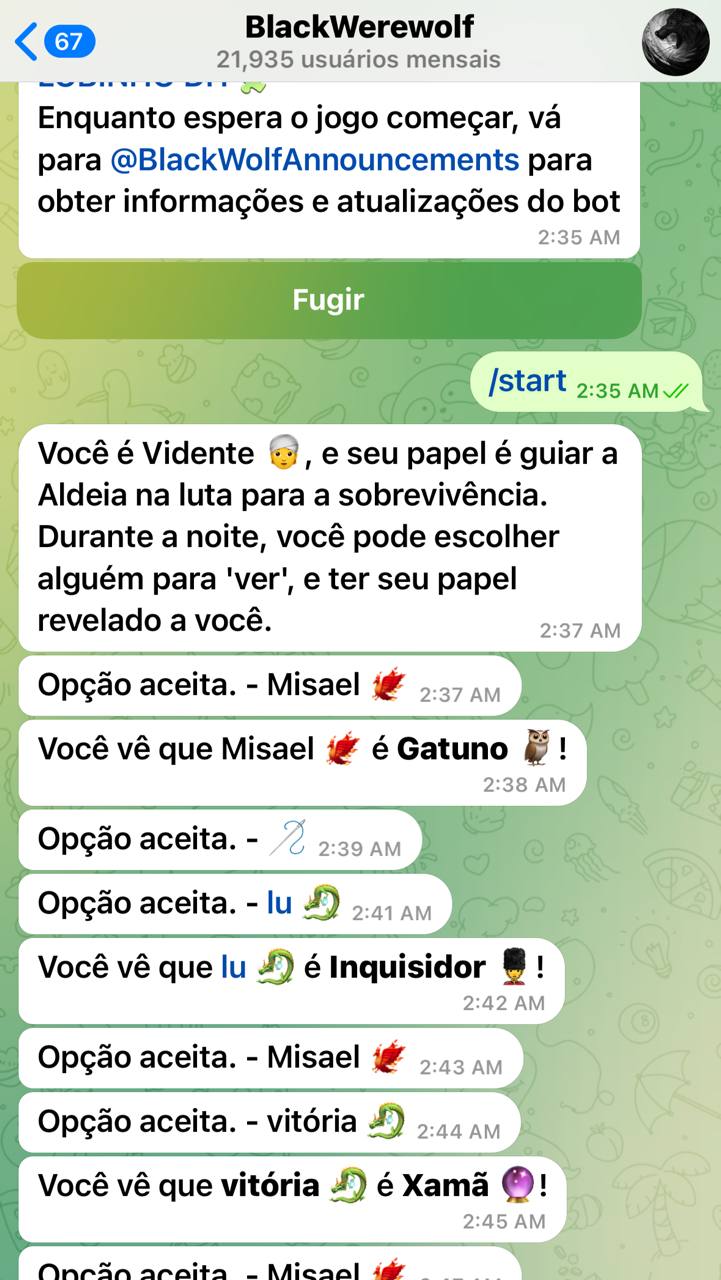 67
BlackWerewolf
21,935 usuários mensais
LOBINHO
Enquanto espera o jogo começar, vá
para @BlackWolfAnnouncements para
obter informações e atualizações do bot
2:35 AM
Fugir
/start 2:35 AM
Você é Vidente 👳, e seu papel é guiar a
Aldeia na luta para a sobrevivência.
Durante a noite, você pode escolher
alguém para 'ver', e ter seu papel
revelado a você.
2:37 AM
Opção aceita. - Misael 2:37 AM
Você vê que Misael é Gatuno 🦉!
2:38 AM
Opção aceita. - 🪡 2:39 AM
Opção aceita. - lu 🐉 2:41 AM
Você vê que lu 🐉 é Inquisidor 💂!
2:42 AM
Opção aceita. - Misael 2:43 AM
Opção aceita. - vitória 🐉 2:44 AM
Você vê que vitória 🐉 é Xamã 🔮!
2:45 AM
Opção aceita. - Misael